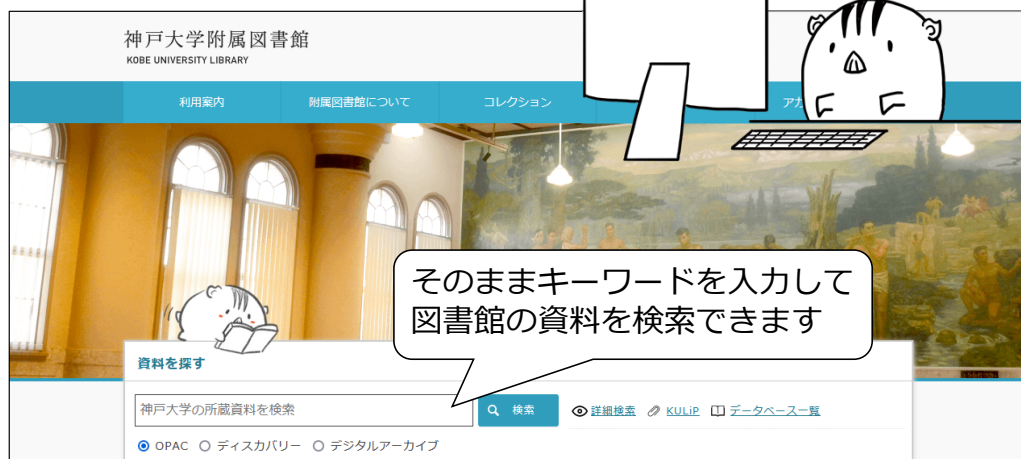 神戸大学附属図書館
KOBE UNIVERSITY LIBRARY
利用案内
附属図書館について
コレクション
そのままキーワードを入力して
図書館の資料を検索できます
資料を探す
神戸大学の所蔵資料を検索
検索
詳細検索
KULiP
データベース一覧
OPAC
ディスカバリー
デジタルアーカイブ